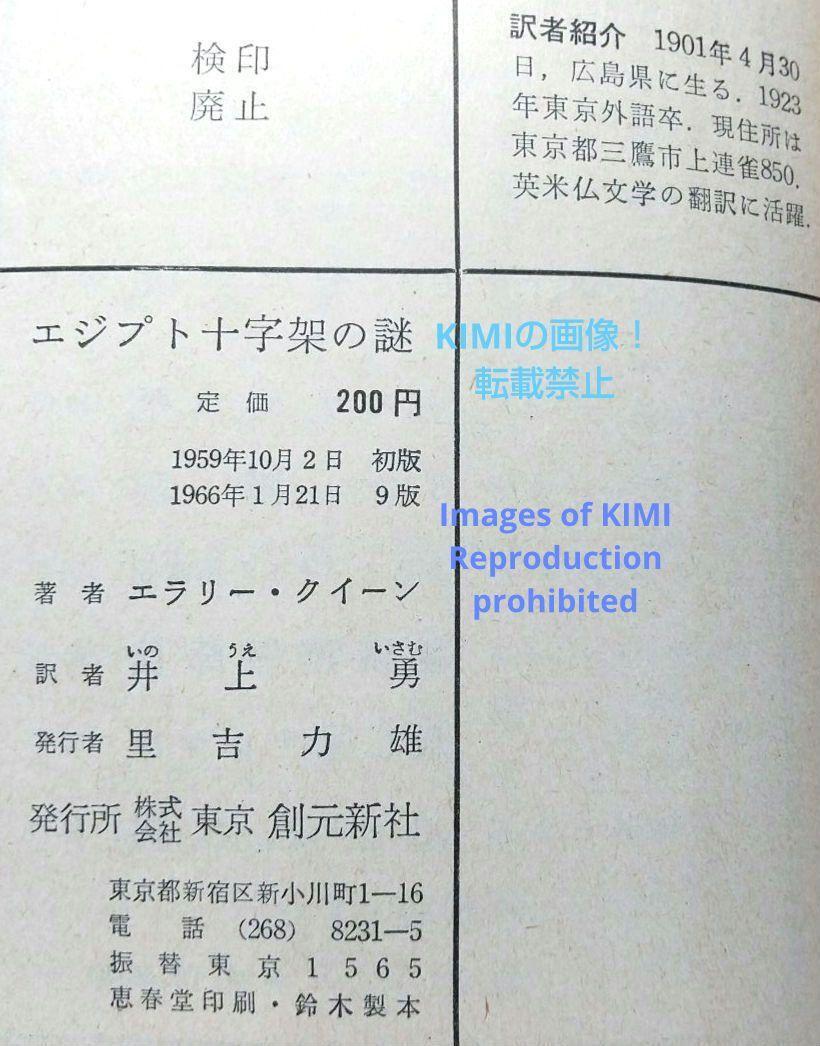 検印
廃止
訳者紹介 1901年4月30
日，広島県に生る．1923
年東京外語卒．現住所は
東京都三鷹市上連雀850．
英米仏文学の翻訳に活躍．
エジプト十字架の謎
定価 200円
1959年10月2日 初版
1966年1月21日 9版
著者 エラリー・クイーン
いの うえ いさむ
訳者 井上勇
発行者 里吉力雄
発行所 株式会社 東京創元新社
東京都新宿区新小川町1—16
電話 (268) 8231—5
振替東京1565
恵春堂印刷・鈴木製本
KIMIの画像！
転載禁止
Images of KIMI
Reproduction
prohibited